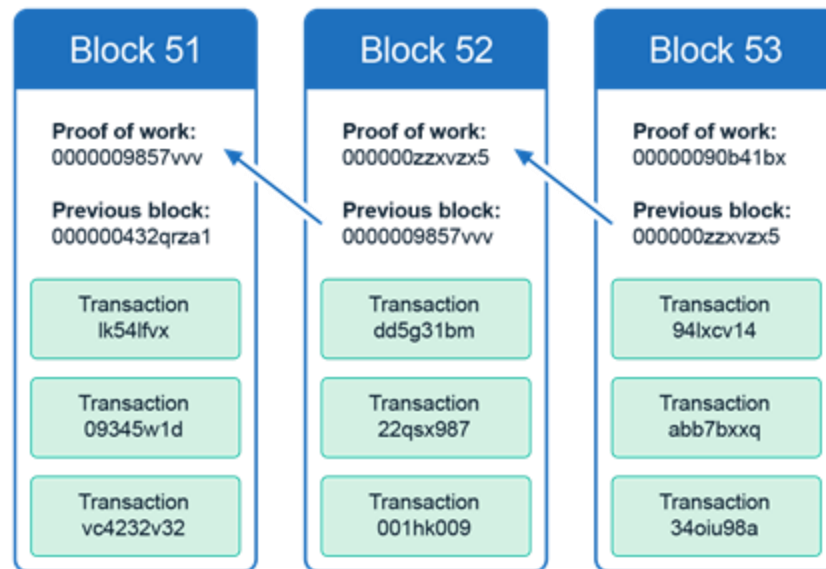 Block 51
Proof of work:
0000009857vvv
Previous block:
000000432qrza1
Transaction
lk54lfvx
Transaction
09345w1d
Transaction
vc4232v32
Block 52
Proof of work:
000000zzxvzx5
Previous block:
0000009857vvv
Transaction
dd5g31bm
Transaction
22qsx987
Transaction
001hk009
Block 53
Proof of work:
00000090b41bx
Previous block:
000000zzxvzx5
Transaction
94lxcv14
Transaction
abb7bxxq
Transaction
34oiu98a